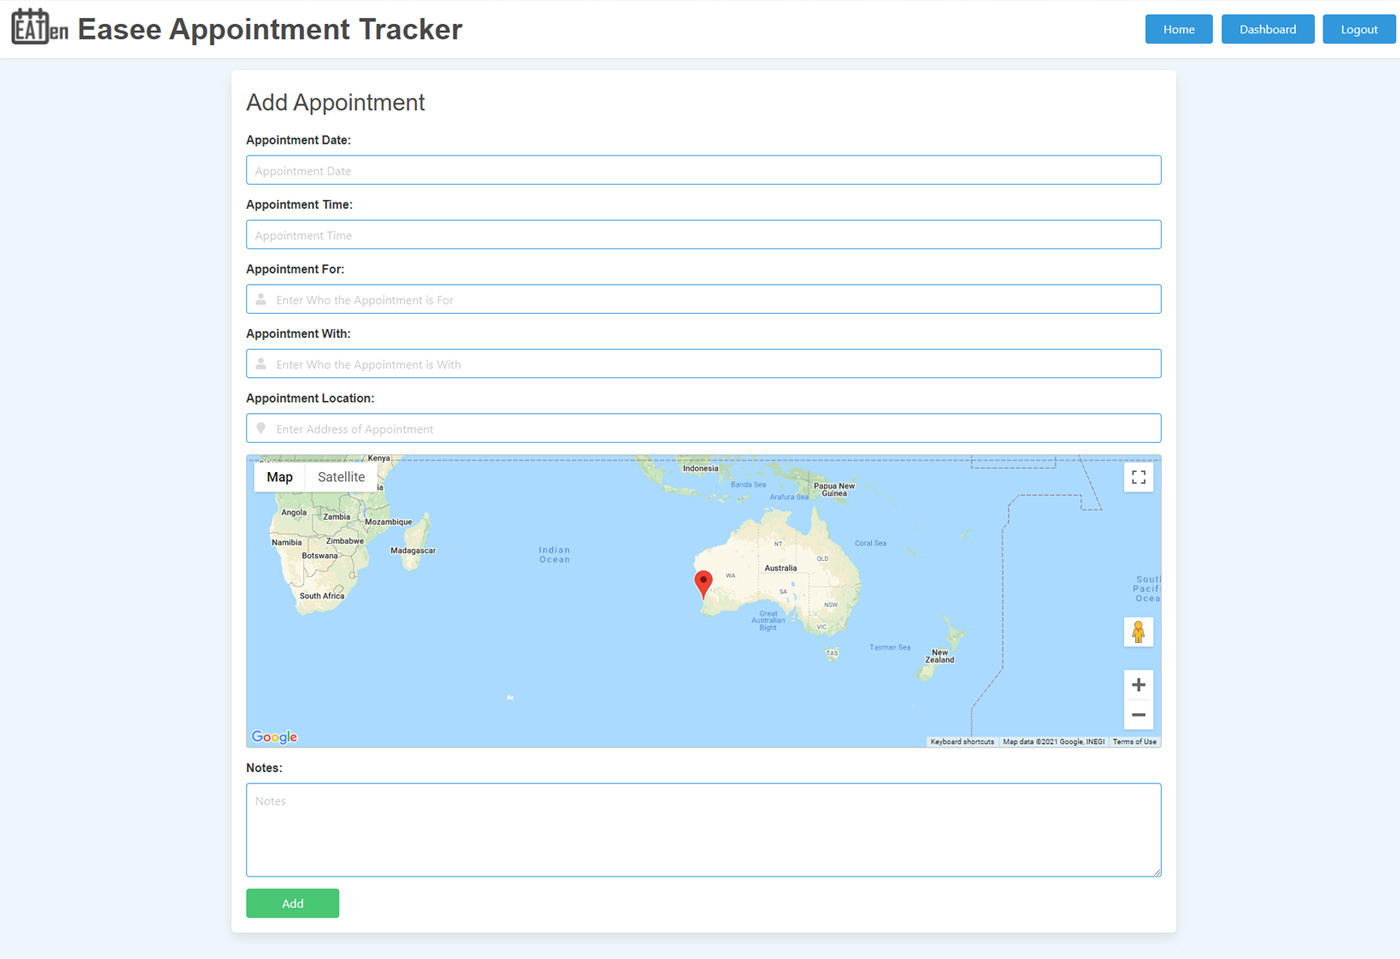 EATen Easee Appointment Tracker
Home Dashboard Logout
Add Appointment
Appointment Date:
Appointment Date
Appointment Time:
Appointment Time
Appointment For:
Enter Who the Appointment is For
Appointment With:
Enter Who the Appointment is With
Appointment Location:
Enter Address of Appointment
Kenya
Map Satellite
Indonesia
Banda Sea
Papua New
Guinea
Arafura Sea
Angola
Zambia
Mozambique
Namibia
Zimbabwe
Botswana
Madagascar
South Africa
Indian
Ocean
Coral Sea
NT
QLD
Australia
WA
SA
NSW
Great
Australian
Bight
VIC
TAS
Tasman Sea
New
Zealand
Google
Keyboard shortcuts Map data ©2021 Google, INEGI Terms of Use
Notes:
Notes
Add